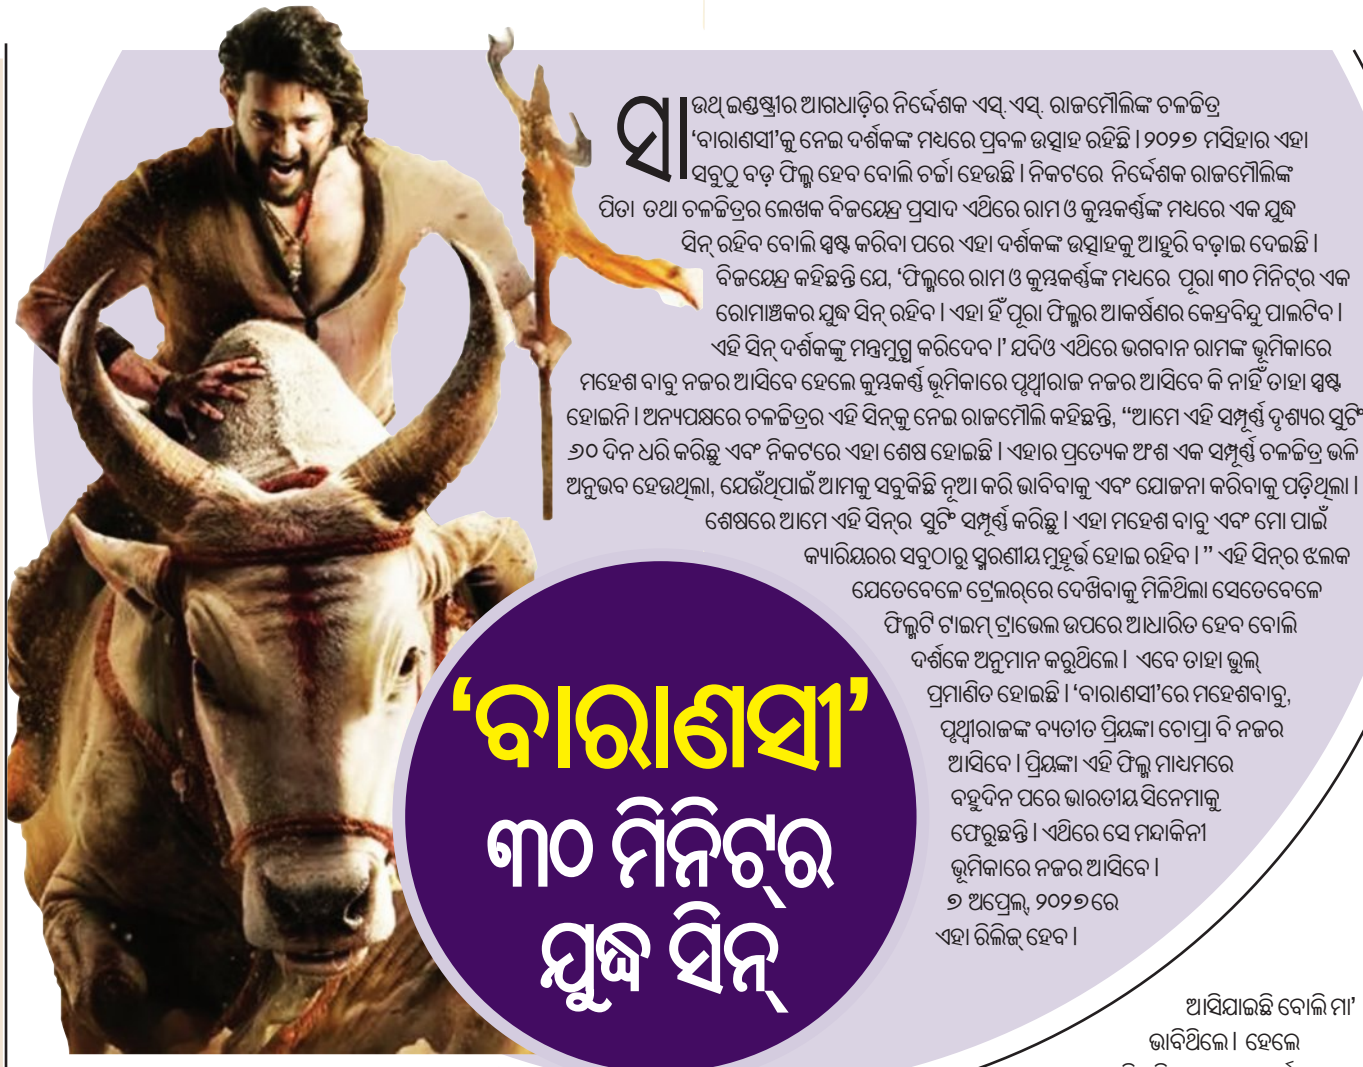 ସାଉଥ୍ ଇଣ୍ଡଷ୍ଟ୍ରୀର ଆଗଧାଡ଼ିର ନିର୍ଦ୍ଦେଶକ ଏସ୍.ଏସ୍. ରାଜମୌଲିଙ୍କ ଚଳଚ୍ଚିତ୍ର
‘ବାରାଣସୀ’କୁ ନେଇ ଦର୍ଶକଙ୍କ ମଧ୍ୟରେ ପ୍ରବଳ ଉତ୍ସାହ ରହିଛି । ୨୦୨୭ ମସିହାର ଏହା
ସବୁଠୁ ବଡ଼ ଫିଲ୍ମ ହେବ ବୋଲି ଚର୍ଚ୍ଚା ହେଉଛି । ନିକଟରେ ନିର୍ଦ୍ଦେଶକ ରାଜମୌଲିଙ୍କ
ପିତା ତଥା ଚଳଚ୍ଚିତ୍ରର ଲେଖକ ବିଜୟେନ୍ଦ୍ର ପ୍ରସାଦ ଏଥିରେ ରାମ ଓ କୁମ୍ଭକର୍ଣ୍ଣଙ୍କ ମଧ୍ୟରେ ଏକ ଯୁଦ୍ଧ
ସିନ୍ ରହିବ ବୋଲି ସ୍ପଷ୍ଟ କରିବା ପରେ ଏହା ଦର୍ଶକଙ୍କ ଉତ୍ସାହକୁ ଆହୁରି ବଢ଼ାଇ ଦେଇଛି ।
ବିଜୟେନ୍ଦ୍ର କହିଛନ୍ତି ଯେ, ‘ଫିଲ୍ମରେ ରାମ ଓ କୁମ୍ଭକର୍ଣ୍ଣଙ୍କ ମଧ୍ୟରେ ପୂରା ୩୦ ମିନିଟ୍‌ର ଏକ
ରୋମାଞ୍ଚକର ଯୁଦ୍ଧ ସିନ୍ ରହିବ । ଏହା ହିଁ ପୂରା ଫିଲ୍ମର ଆକର୍ଷଣର କେନ୍ଦ୍ରବିନ୍ଦୁ ପାଲଟିବ ।
ଏହି ସିନ୍ ଦର୍ଶକଙ୍କୁ ମନ୍ତ୍ରମୁଗ୍ଧ କରିଦେବ ।’ ଯଦିଓ ଏଥିରେ ଭଗବାନ ରାମଙ୍କ ଭୂମିକାରେ
ମହେଶ ବାବୁ ନଜର ଆସିବେ ହେଲେ କୁମ୍ଭକର୍ଣ୍ଣ ଭୂମିକାରେ ପୃଥ୍ୱୀରାଜ ନଜର ଆସିବେ କି ନାହିଁ ତାହା ସ୍ପଷ୍ଟ
ହୋଇନି । ଅନ୍ୟପକ୍ଷରେ ଚଳଚ୍ଚିତ୍ରର ଏହି ସିନ୍‌କୁ ନେଇ ରାଜମୌଲି କହିଛନ୍ତି, “ଆମେ ଏହି ସମ୍ପୂର୍ଣ୍ଣ ଦୃଶ୍ୟର ସୁଟିଂ
୬୦ ଦିନ ଧରି କରିଛୁ ଏବଂ ନିକଟରେ ଏହା ଶେଷ ହୋଇଛି । ଏହାର ପ୍ରତ୍ୟେକ ଅଂଶ ଏକ ସମ୍ପୂର୍ଣ୍ଣ ଚଳଚ୍ଚିତ୍ର ଭଳି
ଅନୁଭବ ହେଉଥିଲା, ଯେଉଁଥିପାଇଁ ଆମକୁ ସବୁକିଛି ନୂଆ କରି ଭାବିବାକୁ ଏବଂ ଯୋଜନା କରିବାକୁ ପଡ଼ିଥିଲା ।
ଶେଷରେ ଆମେ ଏହି ସିନ୍‌ର ସୁଟିଂ ସମ୍ପୂର୍ଣ୍ଣ କରିଛୁ । ଏହା ମହେଶ ବାବୁ ଏବଂ ମୋ ପାଇଁ
କ୍ୟାରିୟରର ସବୁଠାରୁ ସ୍ମରଣୀୟ ମୁହୂର୍ତ୍ତ ହୋଇ ରହିବ । ” ଏହି ସିନ୍‌ର ଝଲକ
ଯେତେବେଳେ ଟ୍ରେଲର୍‌ରେ ଦେଖିବାକୁ ମିଳିଥିଲା ସେତେବେଳେ
ଫିଲ୍ମଟି ଟାଇମ୍ ଟ୍ରାଭେଲ ଉପରେ ଆଧାରିତ ହେବ ବୋଲି
ଦର୍ଶକେ ଅନୁମାନ କରୁଥିଲେ । ଏବେ ତାହା ଭୁଲ୍
ପ୍ରମାଣିତ ହୋଇଛି । ‘ବାରାଣସୀ’ରେ ମହେଶବାବୁ,
ପୃଥ୍ୱୀରାଜଙ୍କ ବ୍ୟତୀତ ପ୍ରିୟଙ୍କା ଚୋପ୍ରା ବି ନଜର
ଆସିବେ । ପ୍ରିୟଙ୍କା ଏହି ଫିଲ୍ମ ମାଧ୍ୟମରେ
ବହୁଦିନ ପରେ ଭାରତୀୟ ସିନେମାକୁ
ଫେରୁଛନ୍ତି । ଏଥିରେ ସେ ମନ୍ଦାକିନୀ
ଭୂମିକାରେ ନଜର ଆସିବେ ।
୭ ଅପ୍ରେଲ୍, ୨୦୨୭ରେ
ଏହା ରିଲିଜ୍ ହେବ ।
‘ବାରାଣସୀ’
୩୦ ମିନିଟ୍‌ର
ଯୁଦ୍ଧ ସିନ୍
ଆସିଯାଇଛି ବୋଲି ମା’
ଭାବିଥିଲେ । ହେଲେ